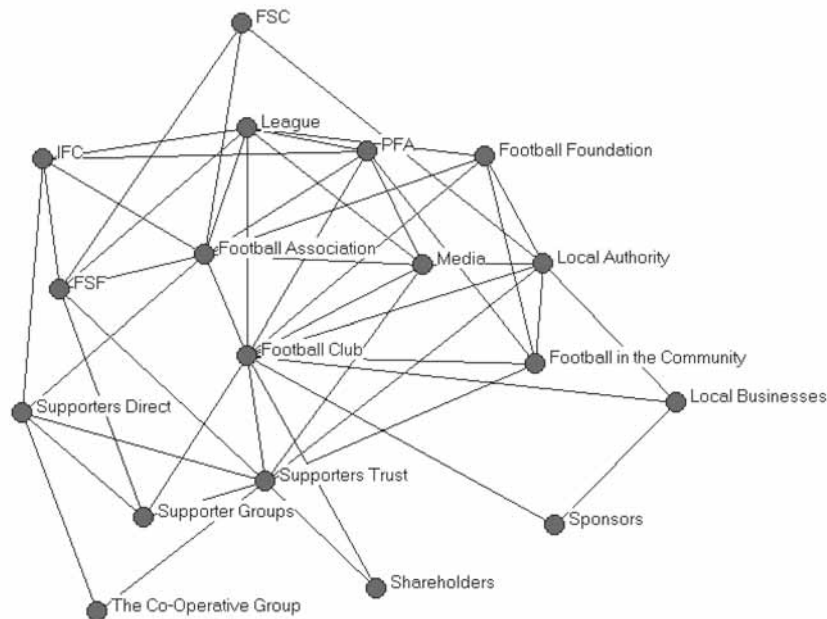 FSC
League
IFC
PFA
Football Foundation
Football Association
Media
Local Authority
FSF
Football Club
Football in the Community
Local Businesses
Supporters Direct
Supporters Trust
Supporter Groups
Sponsors
Shareholders
The Co-Operative Group